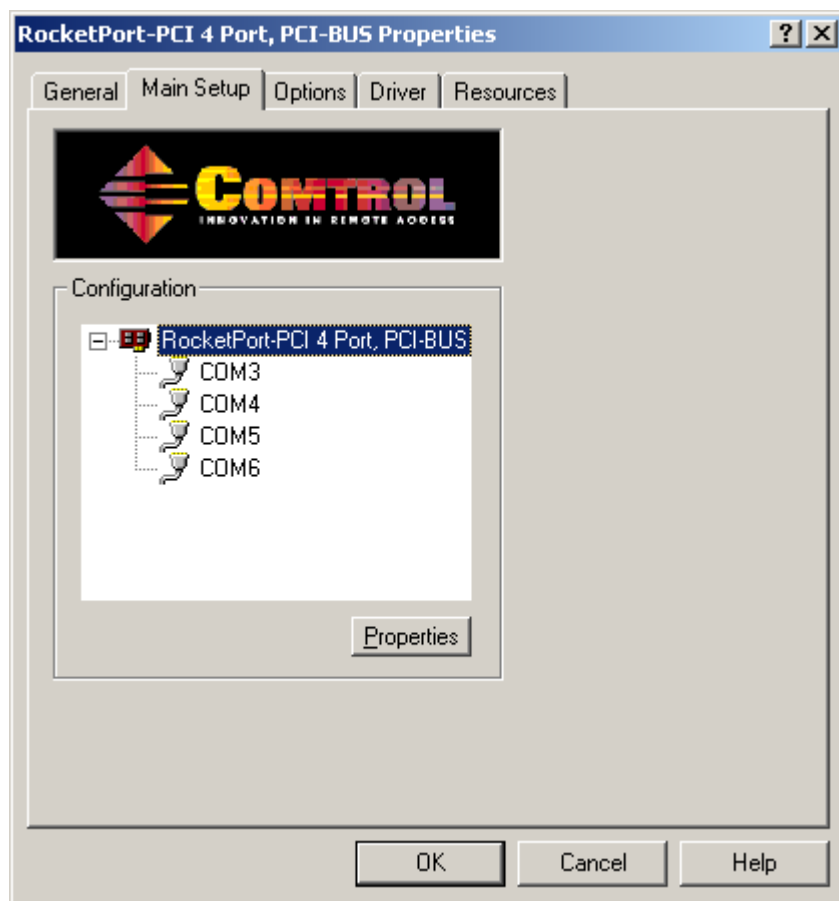 RocketPort-PCI 4 Port, PCI-BUS Properties
General Main Setup Options Driver Resources
COMTROL
INNOVATION IN REMOTE ACCESS
Configuration
RocketPort-PCI 4 Port, PCI-BUS
COM3
COM4
COM5
COM6
Properties
OK Cancel Help